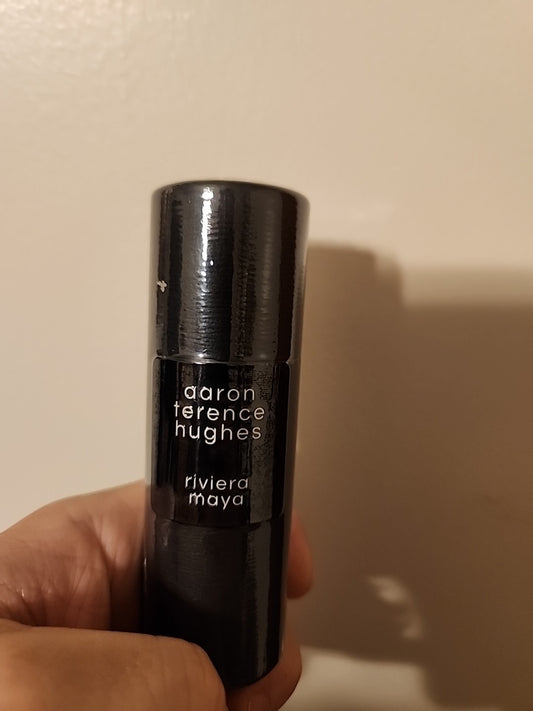 aaron
terence
hughes
riviera
maya